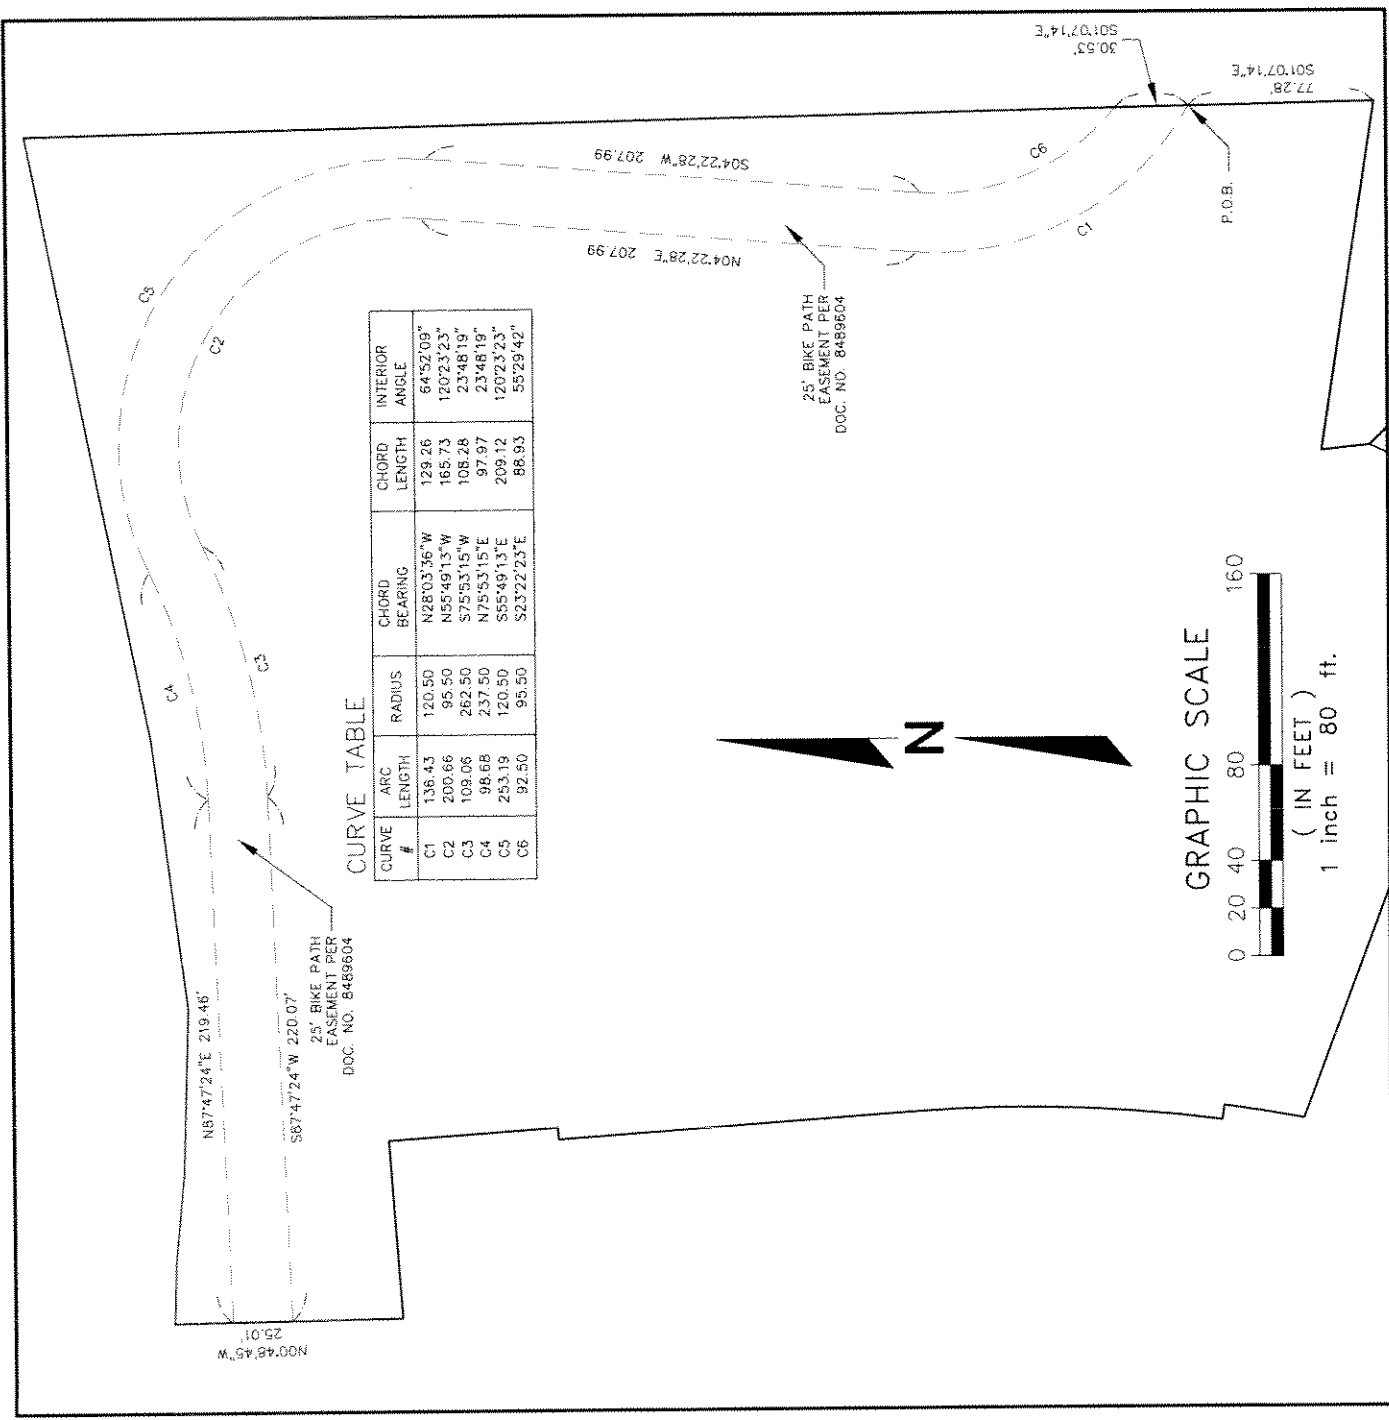 S01°07'14"E
30.53'
S01°07'14"E
77.28'
C6
C1
P.O.B.
S04°22'28"W 207.99
N04°22'28"E 207.99
25' BIKE PATH
EASEMENT PER
DOC. NO. 8489604
C5
C2
C4
C3
CURVE TABLE
CURVE # ARC LENGTH RADIUS CHORD BEARING CHORD LENGTH INTERIOR ANGLE
C1 136.43 120.50 N28°03'36"W 129.26 64°52'09"
C2 200.66 95.50 N55°49'13"W 165.73 120°23'23"
C3 109.06 262.50 S75°53'15"W 108.28 23°48'19"
C4 98.68 237.50 N75°53'15"E 97.97 23°48'19"
C5 253.19 120.50 S55°49'13"E 209.12 120°23'23"
C6 92.50 95.50 S23°22'23"E 88.93 55°29'42"
N87°47'24"E 219.46'
S87°47'24"W 220.07'
25' BIKE PATH
EASEMENT PER
DOC. NO. 8489604
N00°48'45"W
25.01'
N
GRAPHIC SCALE
0 20 40 80 160
( IN FEET )
1 inch = 80 ft.